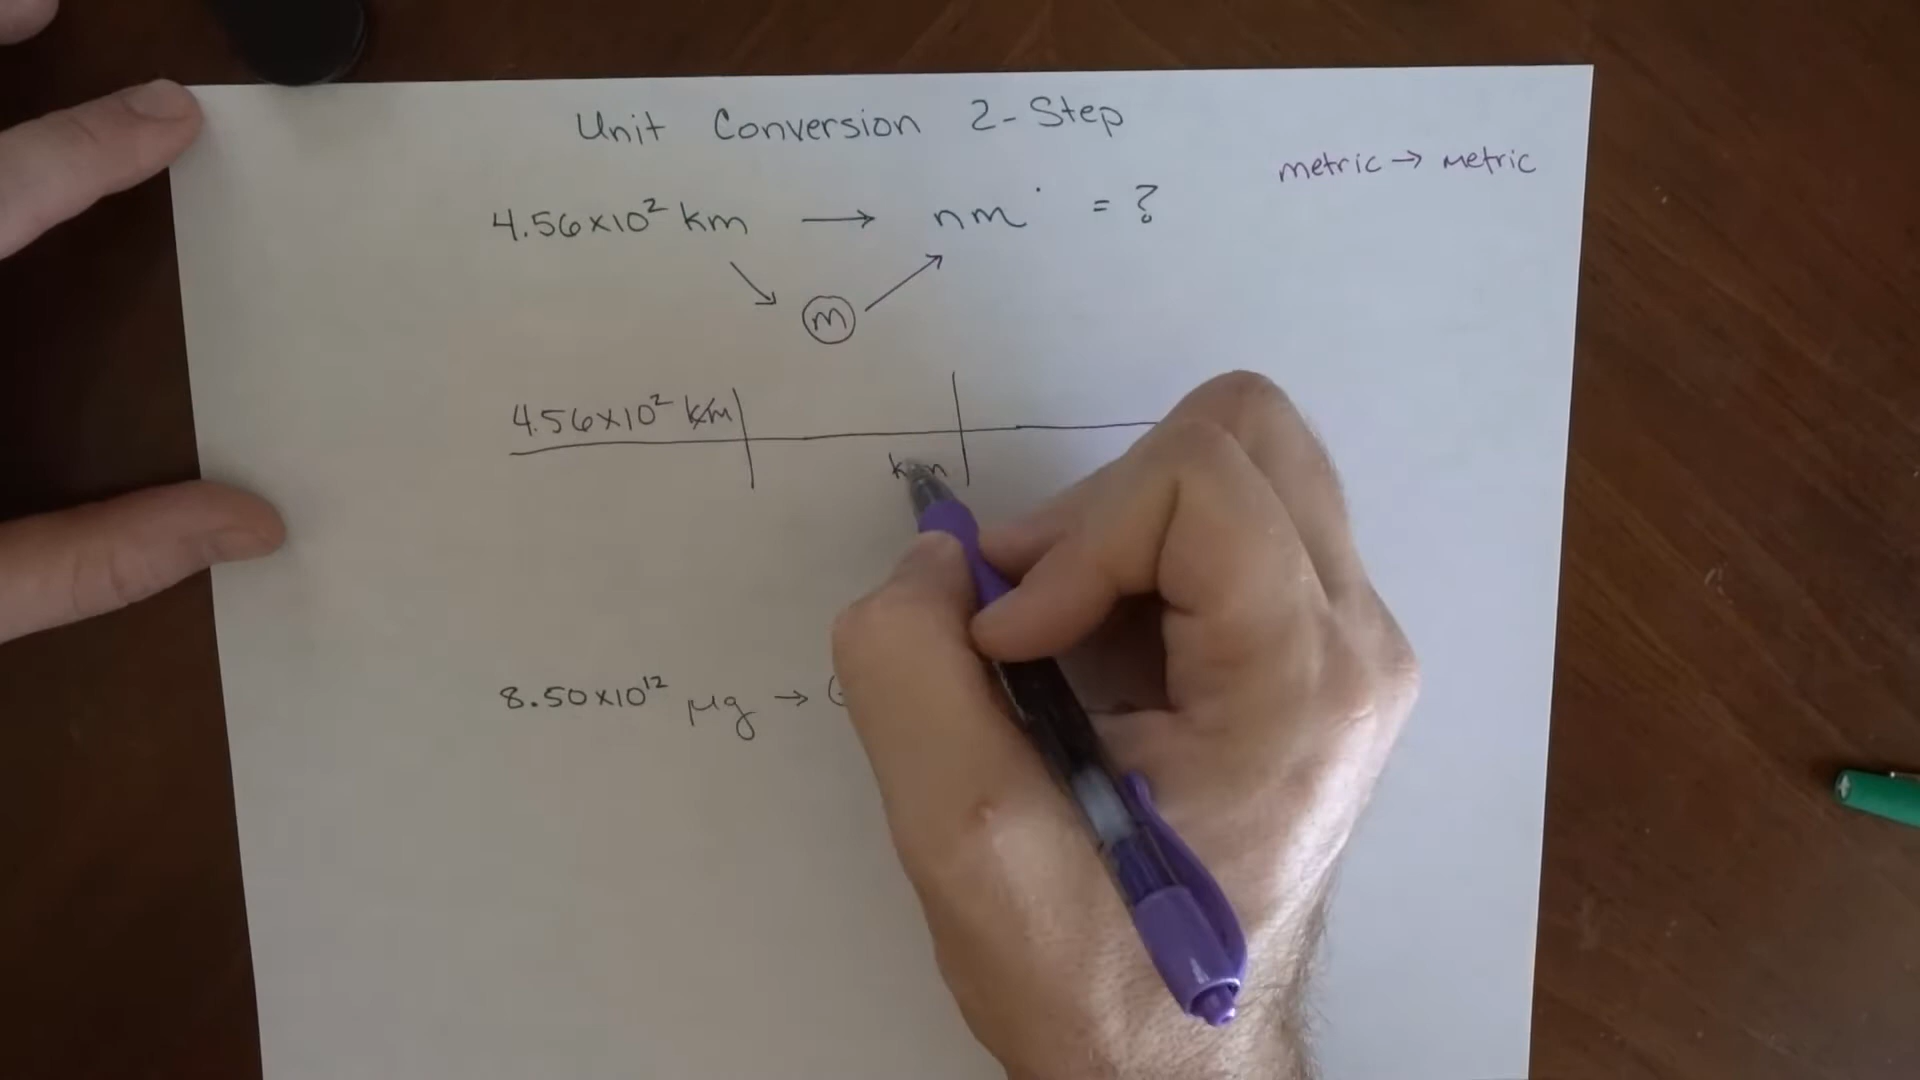 Unit Conversion 2-Step
metric → metric
4.56x10² km → nm = ?
m
4.56x10² km
km
8.50x10¹² μg →